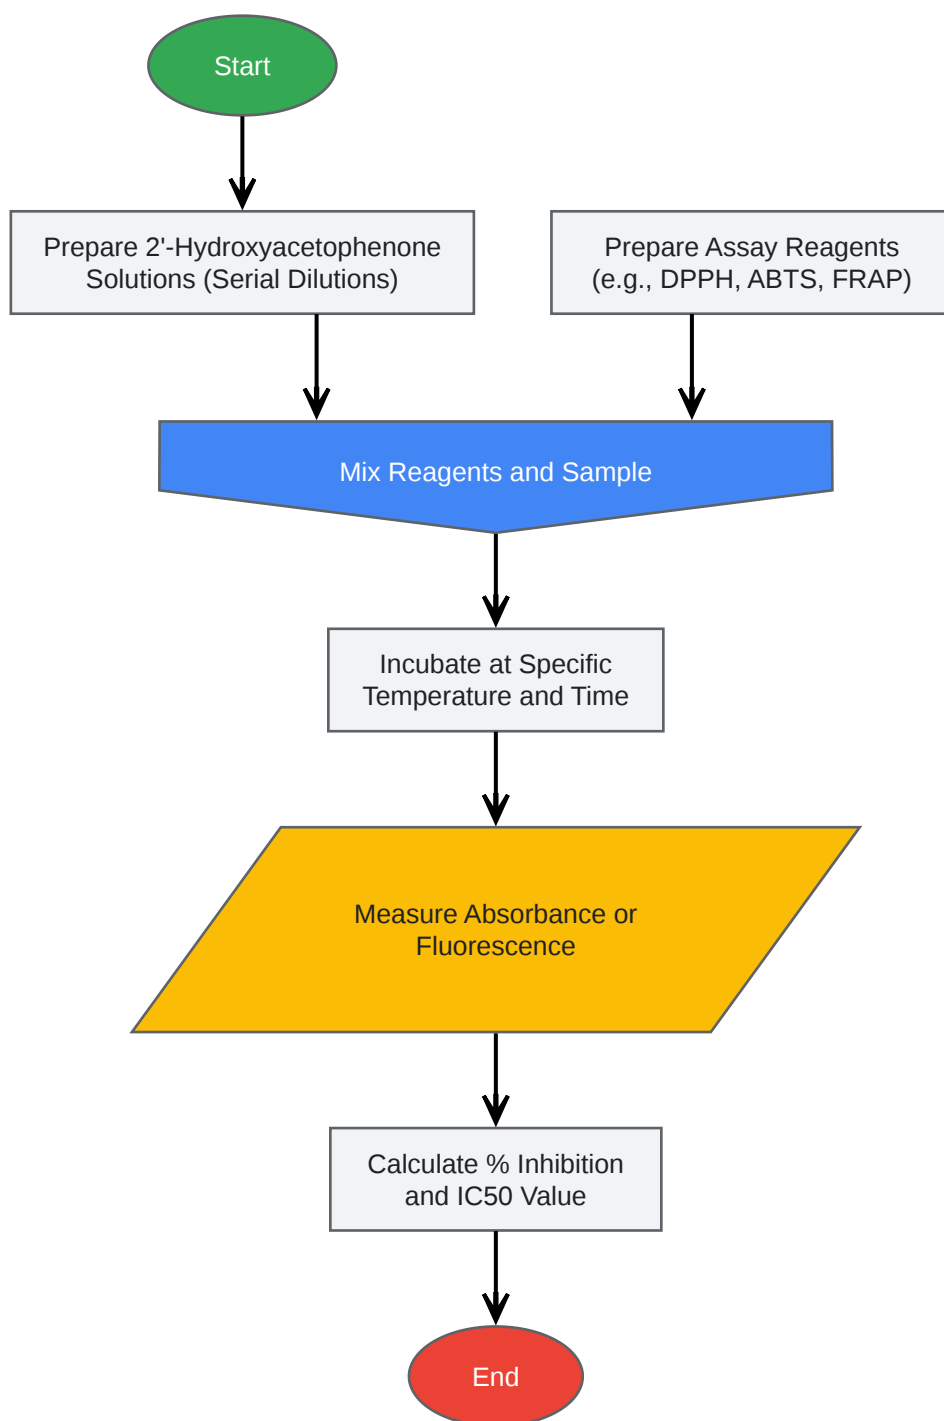 Start
Prepare 2'-Hydroxyacetophenone
Solutions (Serial Dilutions)
Prepare Assay Reagents
(e.g., DPPH, ABTS, FRAP)
Mix Reagents and Sample
Incubate at Specific
Temperature and Time
Measure Absorbance or
Fluorescence
Calculate % Inhibition
and IC50 Value
End